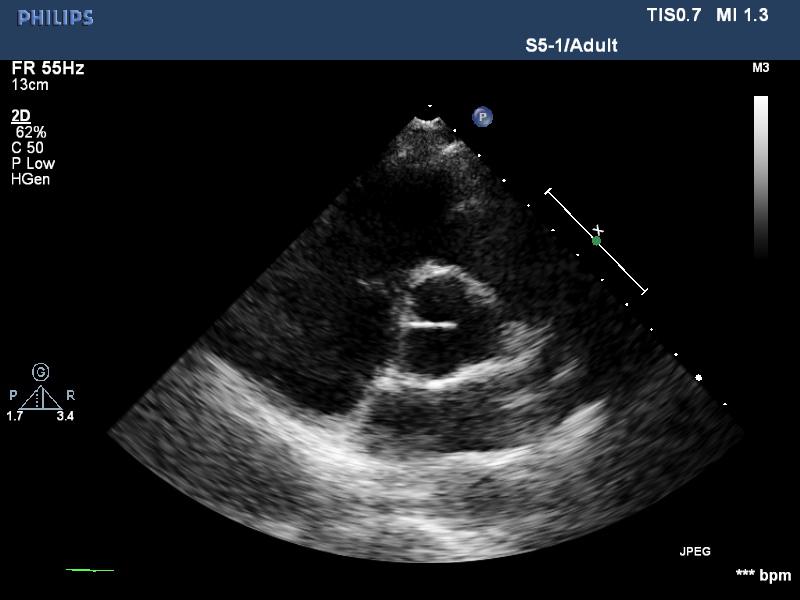 PHILIPS
TIS0.7 MI 1.3
S5-1/Adult
FR 55Hz
13cm
M3
2D
62%
C 50
P Low
HGen
P
G
P R
1.7 3.4
JPEG
*** bpm